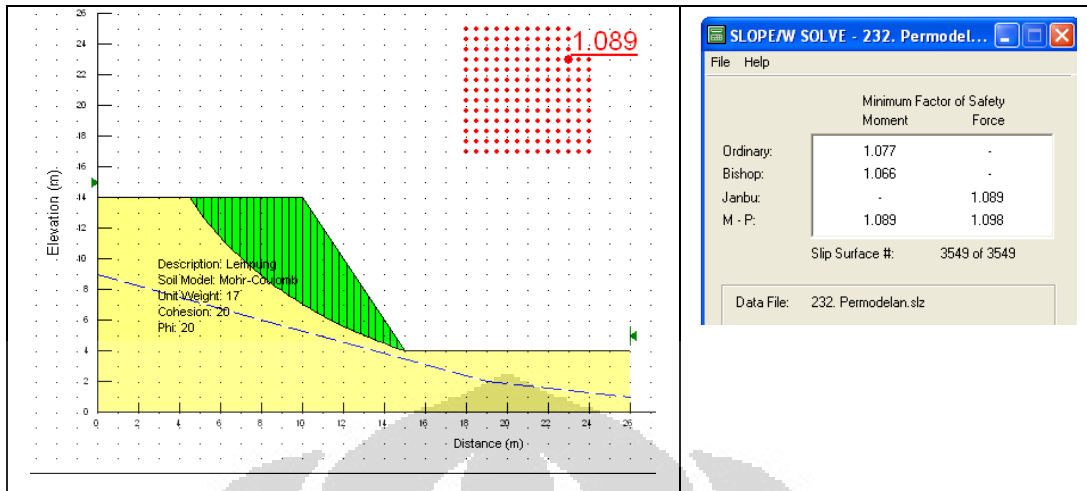 1.089
26
24
22
20
18
16
14
12
10
8
6
4
2
0
Elevation (m)
Description: Lempung
Soil Model: Mohr-Coulomb
Unit Weight: 17
Cohesion: 20
Phi: 20
0 2 4 6 8 10 12 14 16 18 20 22 24 26
Distance (m)
SLOPE/W SOLVE - 232. Permodel...
File Help
Minimum Factor of Safety
Moment Force
Ordinary: 1.077 -
Bishop: 1.066 -
Janbu: - 1.089
M - P: 1.089 1.098
Slip Surface #: 3549 of 3549
Data File: 232. Permodelan.slz